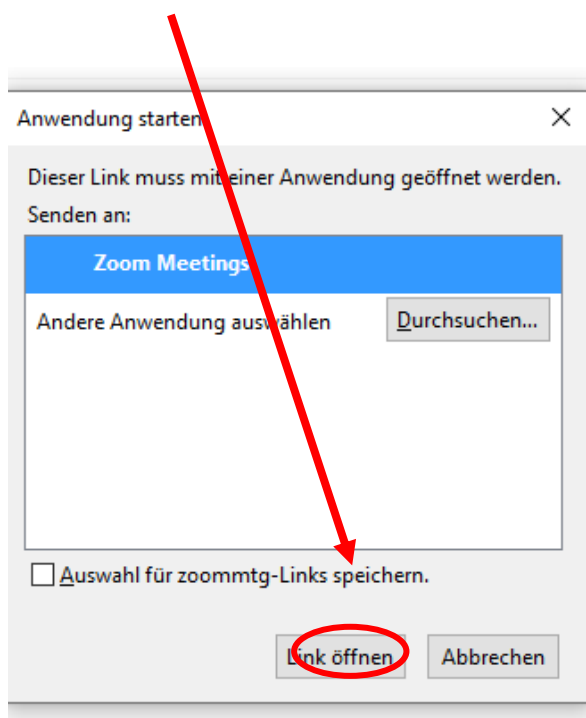 Anwendung starten
Dieser Link muss mit einer Anwendung geöffnet werden.
Senden an:
Zoom Meetings
Andere Anwendung auswählen
Durchsuchen...
Auswahl für zoommtg-Links speichern.
Link öffnen
Abbrechen